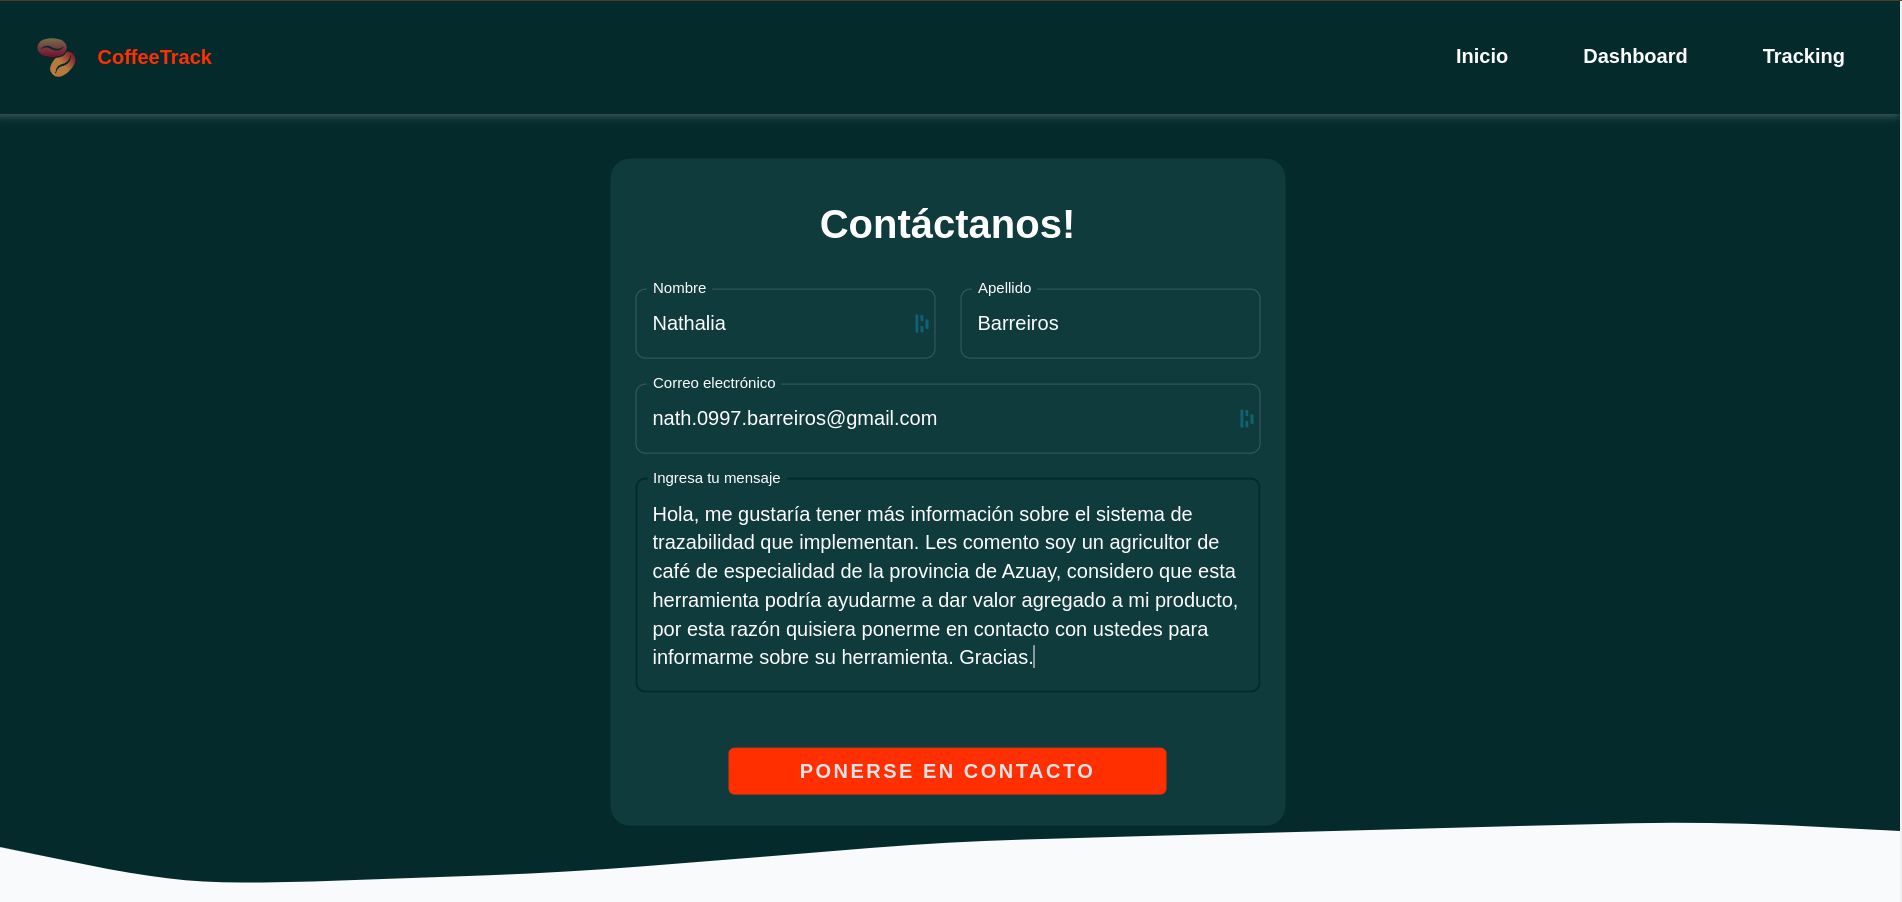 CoffeeTrack
Inicio
Dashboard
Tracking
Contáctanos!
Nombre
Nathalia
Apellido
Barreiros
Correo electrónico
nath.0997.barreiros@gmail.com
Ingresa tu mensaje
Hola, me gustaría tener más información sobre el sistema de
trazabilidad que implementan. Les comento soy un agricultor de
café de especialidad de la provincia de Azuay, considero que esta
herramienta podría ayudarme a dar valor agregado a mi producto,
por esta razón quisiera ponerme en contacto con ustedes para
informarme sobre su herramienta. Gracias.
PONERSE EN CONTACTO